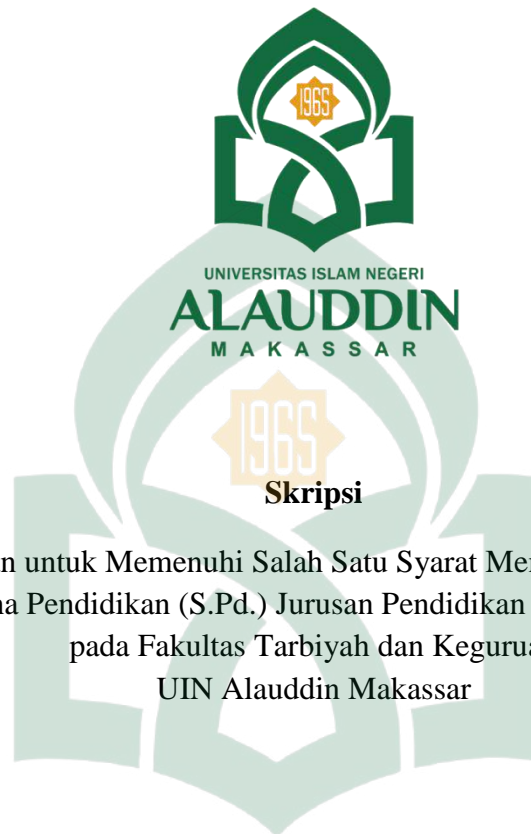 1965
UNIVERSITAS ISLAM NEGERI
ALAUDDIN
MAKASSAR
1965
Skripsi
untuk Memenuhi Salah Satu Syarat
Pendidikan (S.Pd.) Jurusan Pendidikan
pada Fakultas Tarbiyah dan
UIN Alauddin Makassar